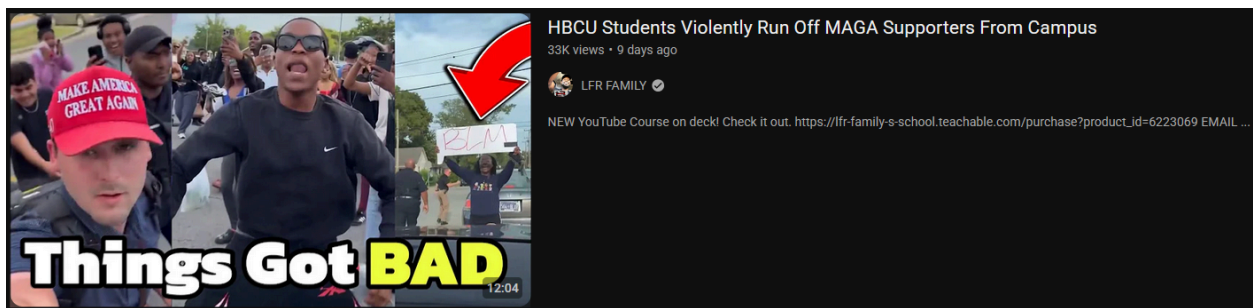 MAKE AMERICA
GREAT AGAIN
BLM
Things Got BAD
12:04
HBCU Students Violently Run Off MAGA Supporters From Campus
33K views • 9 days ago
LFR FAMILY
NEW YouTube Course on deck! Check it out. https://lfr-family-s-school.teachable.com/purchase?product_id=6223069 EMAIL ...